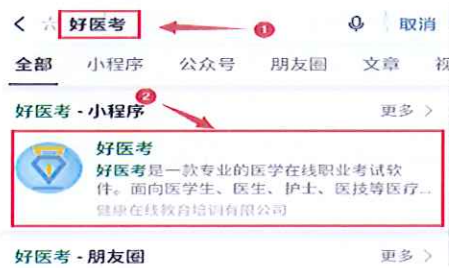 好医考 ① 取消
全部 小程序 公众号 朋友圈 文章 视
②
好医考 - 小程序 更多 >
好医考
好医考是一款专业的医学在线职业考试软
件。面向医学生、医生、护士、医技等医疗...
健康在线教育培训有限公司
好医考 - 朋友圈 更多 >